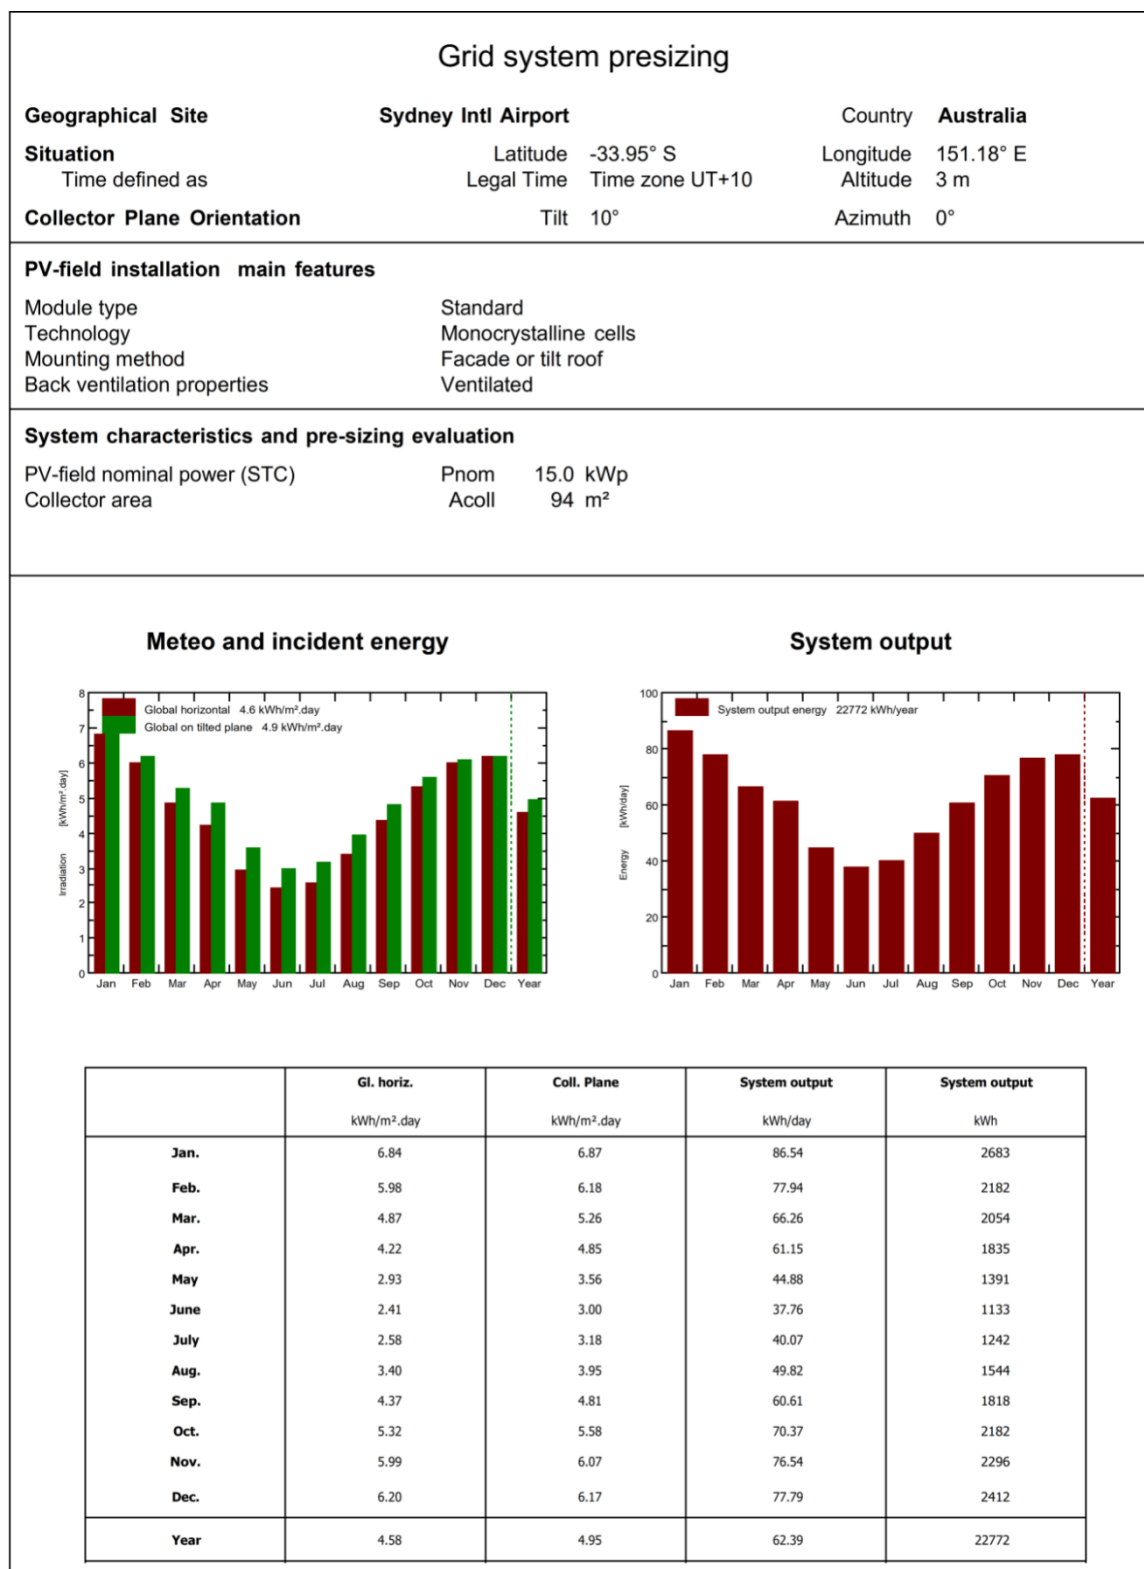 Grid system presizing
Geographical Site Sydney Intl Airport Country Australia
Situation Latitude -33.95° S Longitude 151.18° E
Time defined as Legal Time Time zone UT+10 Altitude 3 m
Collector Plane Orientation Tilt 10° Azimuth 0°
PV-field installation main features
Module type Standard
Technology Monocrystalline cells
Mounting method Facade or tilt roof
Back ventilation properties Ventilated
System characteristics and pre-sizing evaluation
PV-field nominal power (STC) Pnom 15.0 kWp
Collector area Acoll 94 m²
Meteo and incident energy
Global horizontal 4.6 kWh/m².day
Global on tilted plane 4.9 kWh/m².day
Irradiation [kWh/m².day]
8
7
6
5
4
3
2
1
0
Jan Feb Mar Apr May Jun Jul Aug Sep Oct Nov Dec Year
System output
System output energy 22772 kWh/year
Energy [kWh/day]
100
80
60
40
20
0
Jan Feb Mar Apr May Jun Jul Aug Sep Oct Nov Dec Year
Gl. horiz. Coll. Plane System output System output
kWh/m².day kWh/m².day kWh/day kWh
Jan. 6.84 6.87 86.54 2683
Feb. 5.98 6.18 77.94 2182
Mar. 4.87 5.26 66.26 2054
Apr. 4.22 4.85 61.15 1835
May 2.93 3.56 44.88 1391
June 2.41 3.00 37.76 1133
July 2.58 3.18 40.07 1242
Aug. 3.40 3.95 49.82 1544
Sep. 4.37 4.81 60.61 1818
Oct. 5.32 5.58 70.37 2182
Nov. 5.99 6.07 76.54 2296
Dec. 6.20 6.17 77.79 2412
Year 4.58 4.95 62.39 22772